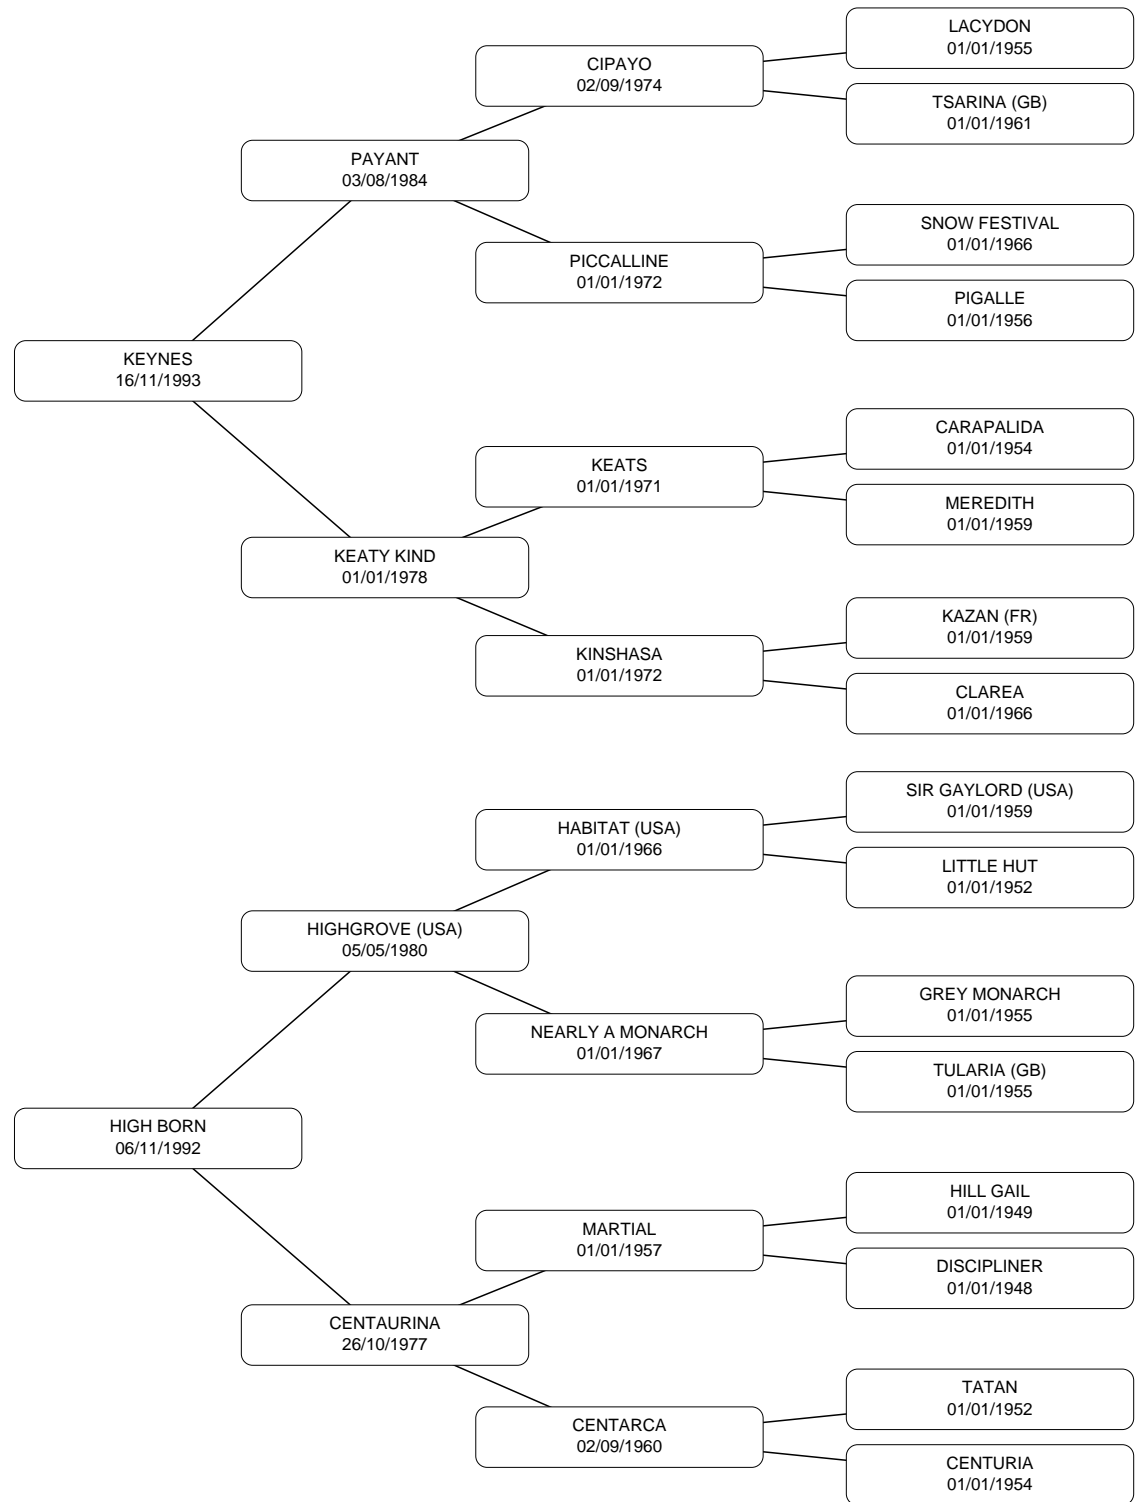 LACYDON
01/01/1955
CIPAYO
02/09/1974
TSARINA (GB)
01/01/1961
PAYANT
03/08/1984
SNOW FESTIVAL
01/01/1966
PICCALLINE
01/01/1972
PIGALLE
01/01/1956
KEYNES
16/11/1993
CARAPALIDA
01/01/1954
KEATS
01/01/1971
MEREDITH
01/01/1959
KEATY KIND
01/01/1978
KAZAN (FR)
01/01/1959
KINSHASA
01/01/1972
CLAREA
01/01/1966
SIR GAYLORD (USA)
01/01/1959
HABITAT (USA)
01/01/1966
LITTLE HUT
01/01/1952
HIGHGROVE (USA)
05/05/1980
GREY MONARCH
01/01/1955
NEARLY A MONARCH
01/01/1967
TULARIA (GB)
01/01/1955
HIGH BORN
06/11/1992
HILL GAIL
01/01/1949
MARTIAL
01/01/1957
DISCIPLINER
01/01/1948
CENTAURINA
26/10/1977
TATAN
01/01/1952
CENTARCA
02/09/1960
CENTURIA
01/01/1954